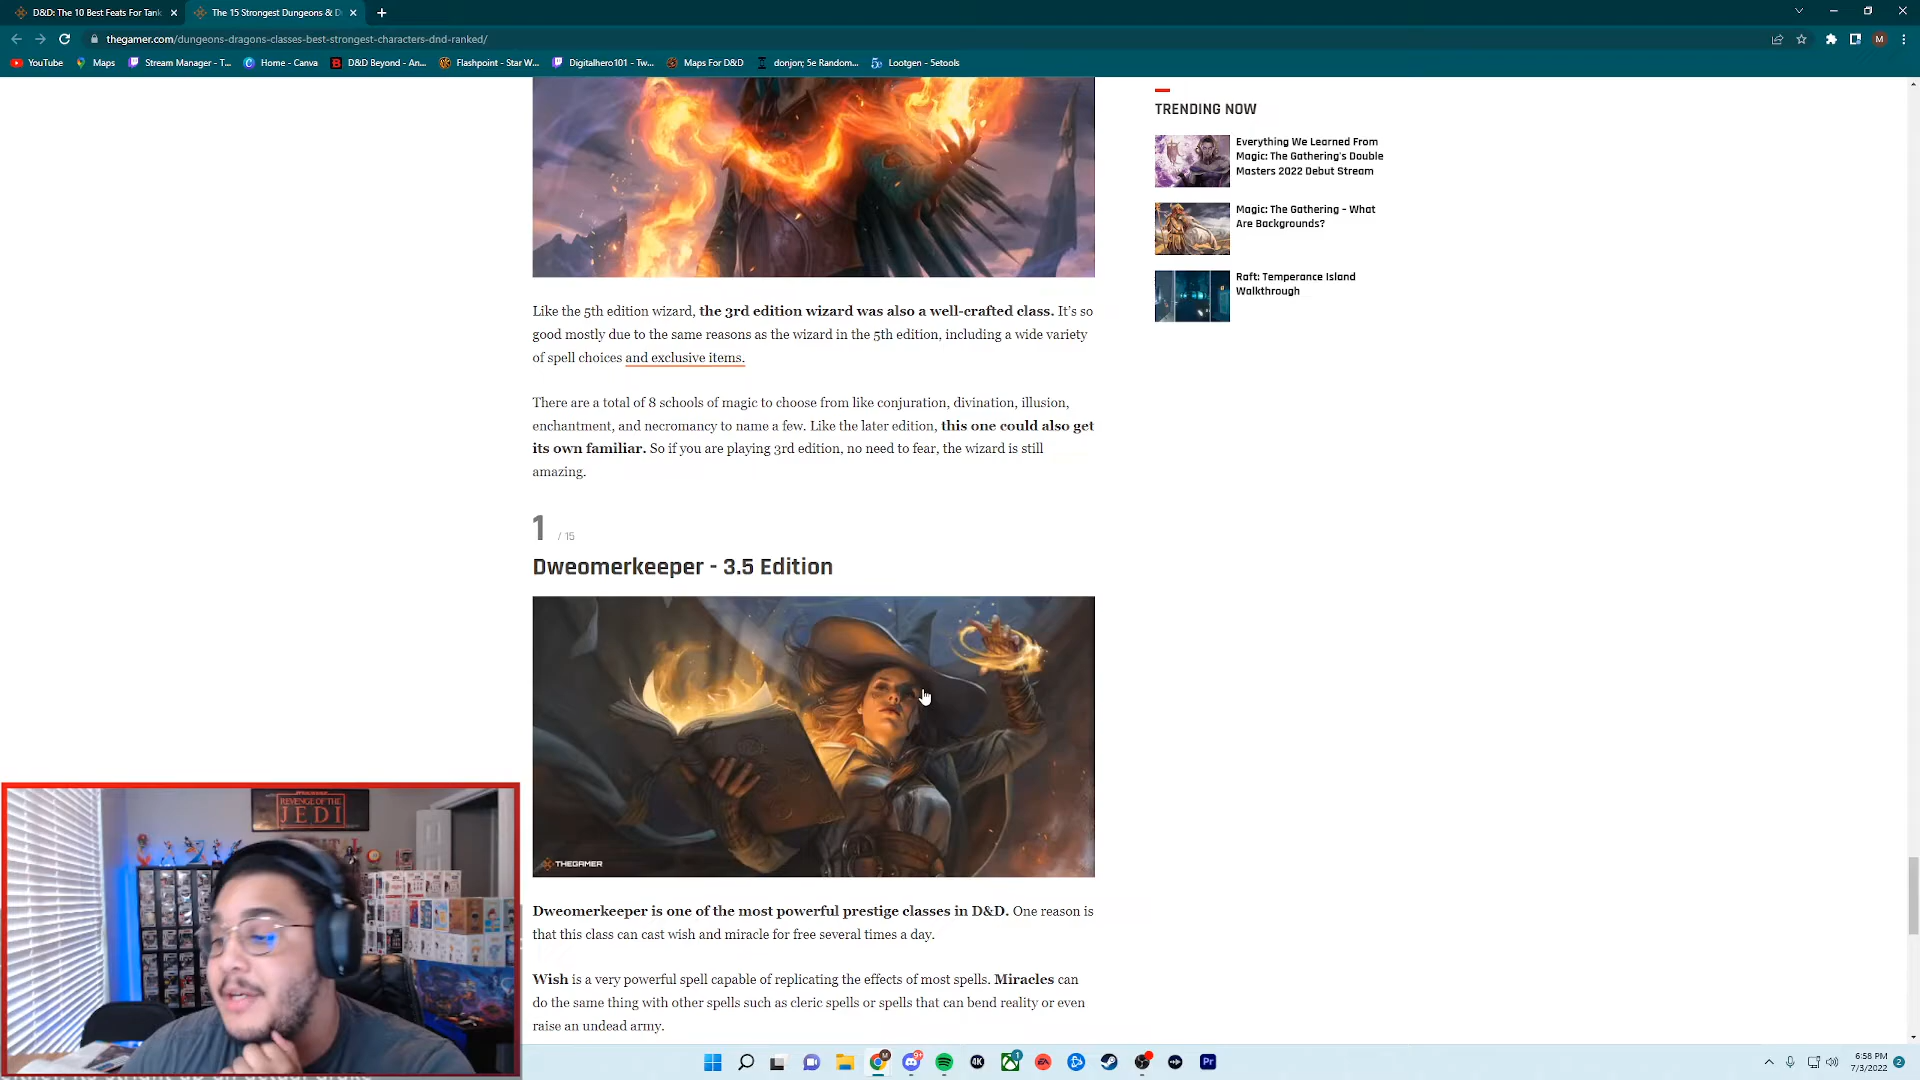 D&D: The 10 Best Feats For Tank
The 15 Strongest Dungeons & D
thegamer.com/dungeons-dragons-classes-best-strongest-characters-dnd-ranked/
M
YouTube
Maps
Stream Manager - T...
Home - Canva
D&D Beyond - An...
Flashpoint - Star W...
Digitalhero101 - Tw...
Maps For D&D
donjon; 5e Random...
Lootgen - 5etools
TRENDING NOW
Everything We Learned From
Magic: The Gathering's Double
Masters 2022 Debut Stream
Magic: The Gathering – What
Are Backgrounds?
Raft: Temperance Island
Walkthrough
Like the 5th edition wizard, the 3rd edition wizard was also a well-crafted class. It's so
good mostly due to the same reasons as the wizard in the 5th edition, including a wide variety
of spell choices and exclusive items.
There are a total of 8 schools of magic to choose from like conjuration, divination, illusion,
enchantment, and necromancy to name a few. Like the later edition, this one could also get
its own familiar. So if you are playing 3rd edition, no need to fear, the wizard is still
amazing.
1 / 15
Dweomerkeeper - 3.5 Edition
THEGAMER
Dweomerkeeper is one of the most powerful prestige classes in D&D. One reason is
that this class can cast wish and miracle for free several times a day.
Wish is a very powerful spell capable of replicating the effects of most spells. Miracles can
do the same thing with other spells such as cleric spells or spells that can bend reality or even
raise an undead army.
REVENGE OF THE
JEDI
4K
EA
Pr
6:58 PM
7/3/2022
2